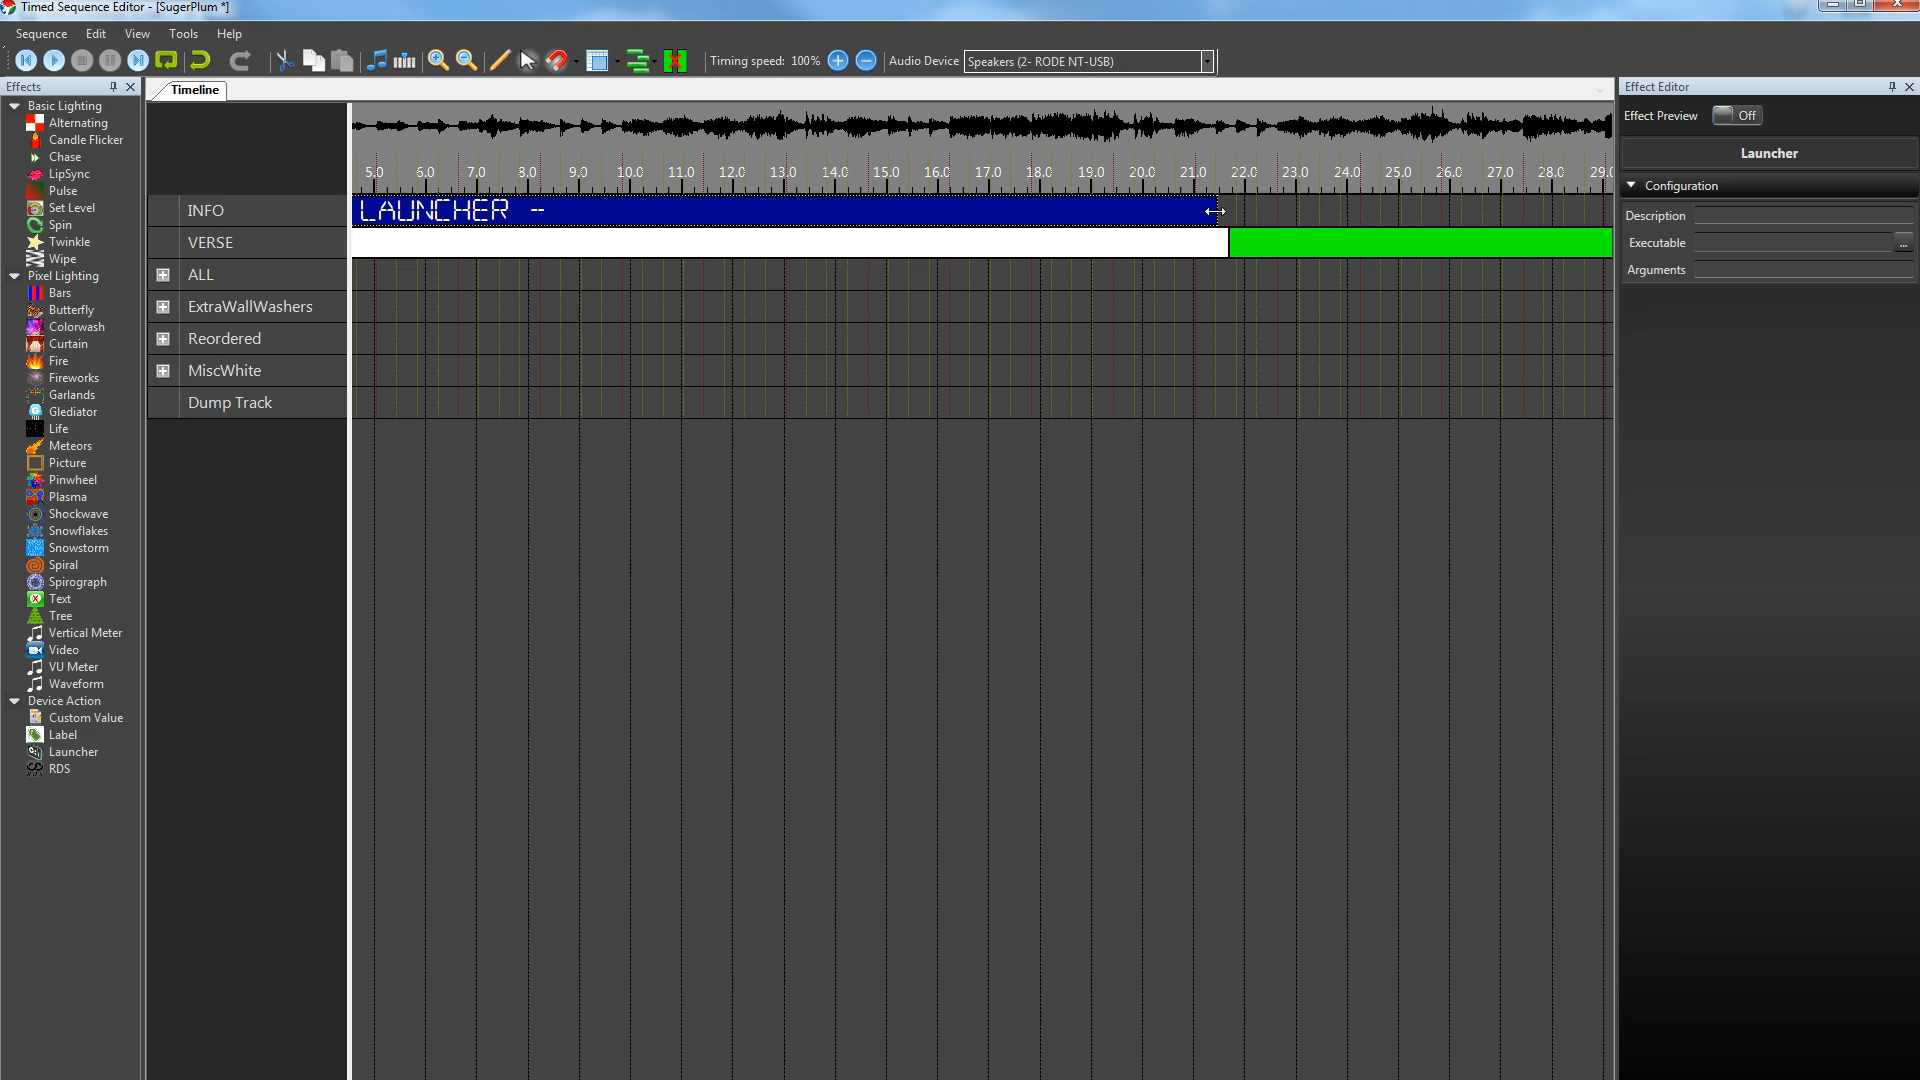 Timed Sequence Editor - [SugerPlum *]
Sequence Edit View Tools Help
Timing speed: 100% Audio Device Speakers (2- RODE NT-USB)
Effects
Timeline
Effect Editor
Basic Lighting
Alternating
Candle Flicker
Chase
LipSync
Pulse
Set Level
Spin
Twinkle
Wipe
Pixel Lighting
Bars
Butterfly
Colorwash
Curtain
Fire
Fireworks
Garlands
Glediator
Life
Meteors
Picture
Pinwheel
Plasma
Shockwave
Snowflakes
Snowstorm
Spiral
Spirograph
Text
Tree
Vertical Meter
Video
VU Meter
Waveform
Device Action
Custom Value
Label
Launcher
RDS
5.0 6.0 7.0 8.0 9.0 10.0 11.0 12.0 13.0 14.0 15.0 16.0 17.0 18.0 19.0 20.0 21.0 22.0 23.0 24.0 25.0 26.0 27.0 28.0 29.0
INFO
LAUNCHER --
VERSE
ALL
ExtraWallWashers
Reordered
MiscWhite
Dump Track
Effect Preview Off
Launcher
Configuration
Description
Executable ...
Arguments